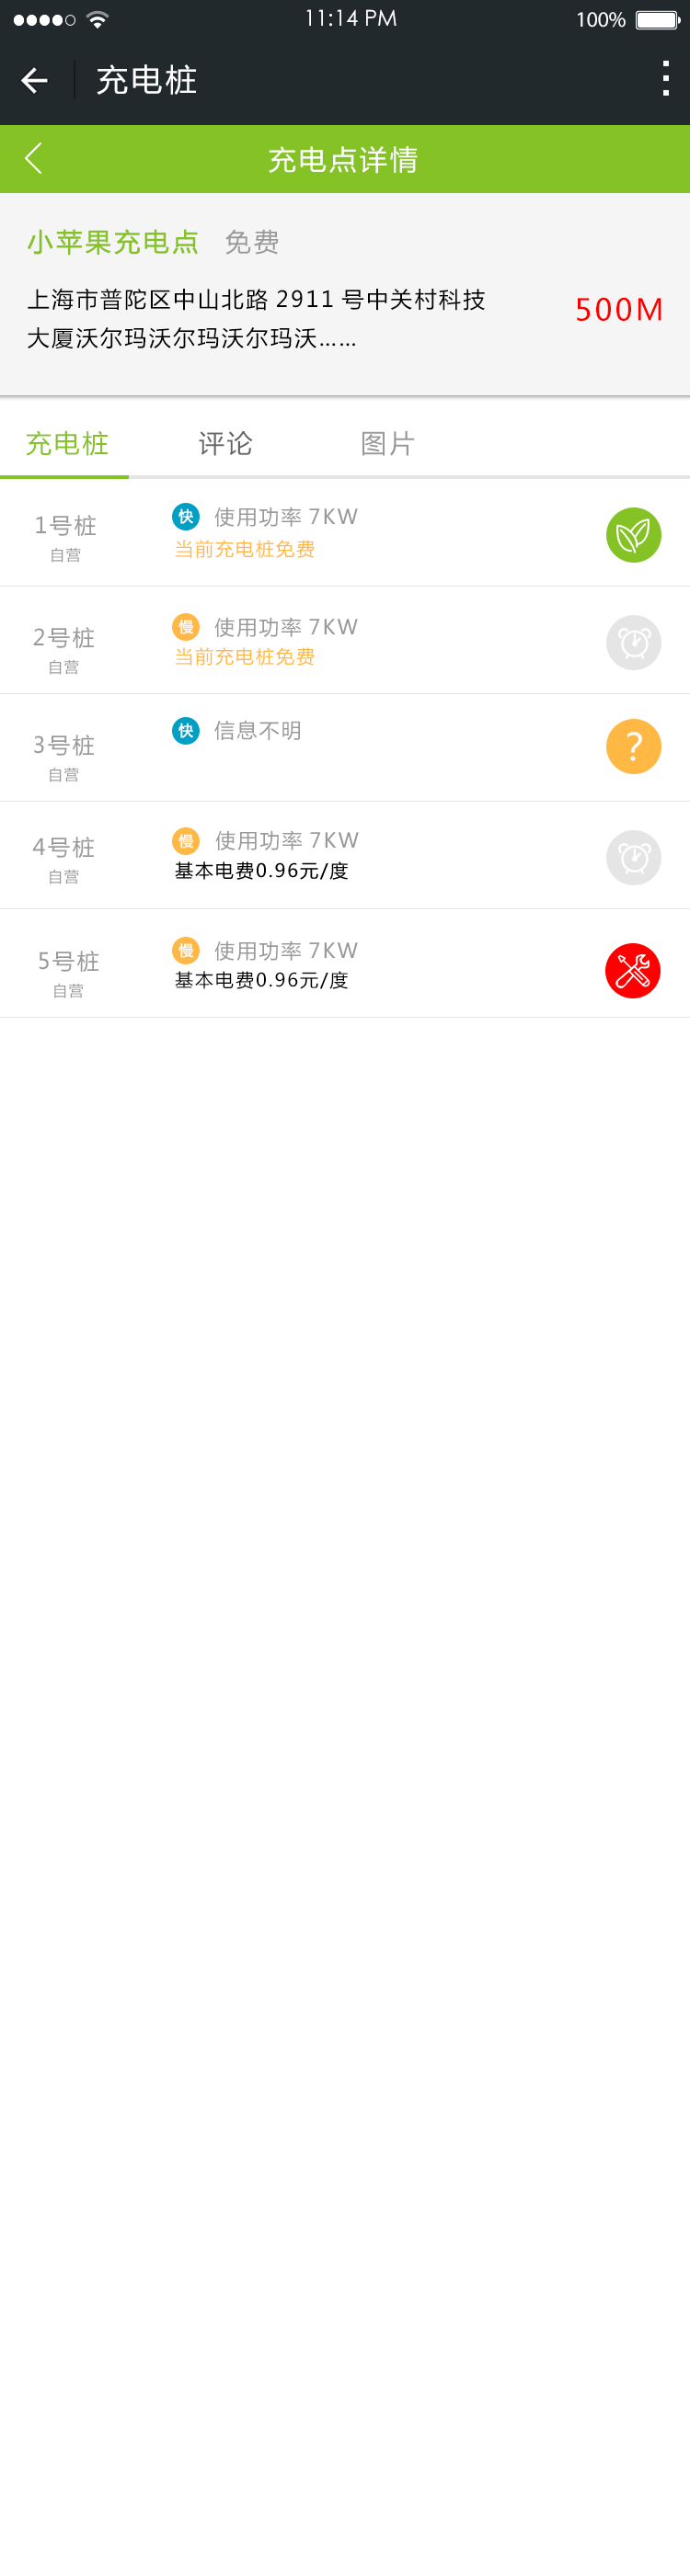 11:14 PM 100%
充电桩
充电点详情
小苹果充电点 免费
上海市普陀区中山北路 2911 号中关村科技
大厦沃尔玛沃尔玛沃尔玛沃……
500M
充电桩 评论 图片
1号桩
自营
快 使用功率 7KW
当前充电桩免费
2号桩
自营
慢 使用功率 7KW
当前充电桩免费
3号桩
自营
快 信息不明
?
4号桩
自营
慢 使用功率 7KW
基本电费0.96元/度
5号桩
自营
慢 使用功率 7KW
基本电费0.96元/度